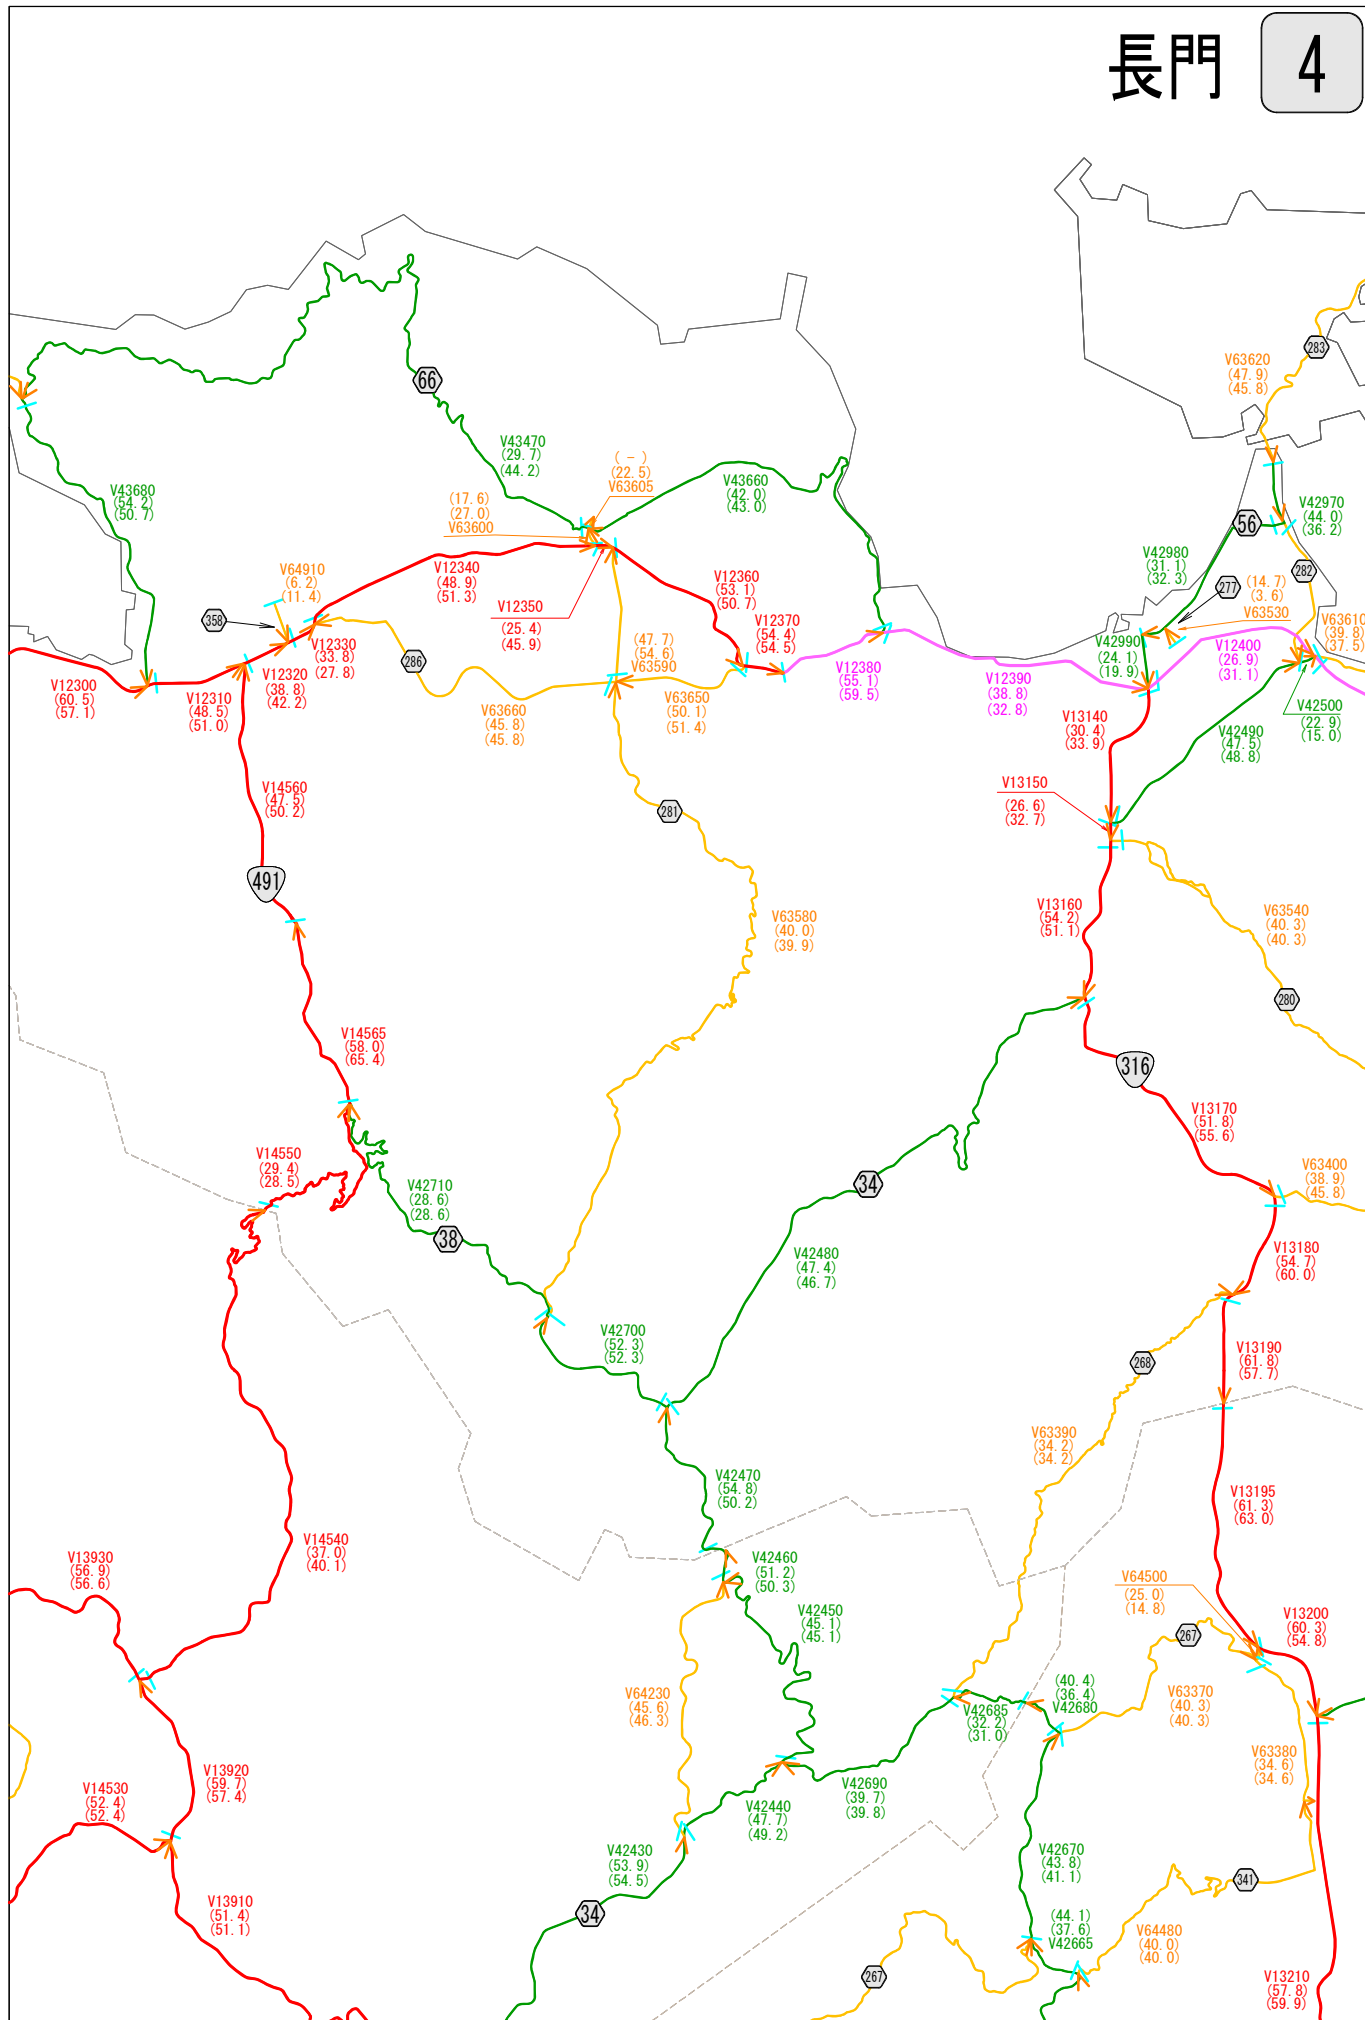 長門 4
283
V63620
(47.9)
(45.8)
66
V43470
(29.7)
(44.2)
( - )
(22.5)
V63605
V43660
(42.0)
(43.0)
V43680
(54.2)
(50.7)
(17.6)
(27.0)
V63600
56
V42970
(44.0)
(36.2)
V42980
(31.1)
(32.3)
V64910
(6.2)
(11.4)
V12340
(48.9)
(51.3)
V12360
(53.1)
(50.7)
277
(14.7)
(3.6)
V63530
282
358
V12350
(25.4)
(45.9)
V12370
(54.4)
(54.5)
V63610
(39.8)
(37.5)
V12330
(33.8)
(27.8)
286
(47.7)
(54.6)
V63590
V42990
(24.1)
(19.9)
V12400
(26.9)
(31.1)
V12300
(60.5)
(57.1)
V12310
(48.5)
(51.0)
V12320
(38.8)
(42.2)
V63660
(45.8)
(45.8)
V63650
(50.1)
(51.4)
V12380
(55.1)
(59.5)
V12390
(38.8)
(32.8)
V42500
(22.9)
(15.0)
V13140
(30.4)
(33.9)
V42490
(47.5)
(48.8)
V14560
(47.5)
(50.2)
281
V13150
(26.6)
(32.7)
491
V63580
(40.0)
(39.9)
V13160
(54.2)
(51.1)
V63540
(40.3)
(40.3)
280
V14565
(58.0)
(65.4)
316
V13170
(51.8)
(55.6)
V14550
(29.4)
(28.5)
V42710
(28.6)
(28.6)
34
V63400
(38.9)
(45.8)
38
V42480
(47.4)
(46.7)
V13180
(54.7)
(60.0)
V42700
(52.3)
(52.3)
268
V13190
(61.8)
(57.7)
V63390
(34.2)
(34.2)
V42470
(54.8)
(50.2)
V13195
(61.3)
(63.0)
V14540
(37.0)
(40.1)
V13930
(56.9)
(56.6)
V42460
(51.2)
(50.3)
V64500
(25.0)
(14.8)
V42450
(45.1)
(45.1)
V13200
(60.3)
(54.8)
267
V64230
(45.6)
(46.3)
V42685
(32.2)
(31.0)
(40.4)
(36.4)
V42680
V63370
(40.3)
(40.3)
V13920
(59.7)
(57.4)
V63380
(34.6)
(34.6)
V14530
(52.4)
(52.4)
V42440
(47.7)
(49.2)
V42690
(39.7)
(39.8)
V42430
(53.9)
(54.5)
V42670
(43.8)
(41.1)
341
V13910
(51.4)
(51.1)
34
(44.1)
(37.6)
V42665
V64480
(40.0)
(40.0)
267
V13210
(57.8)
(59.9)